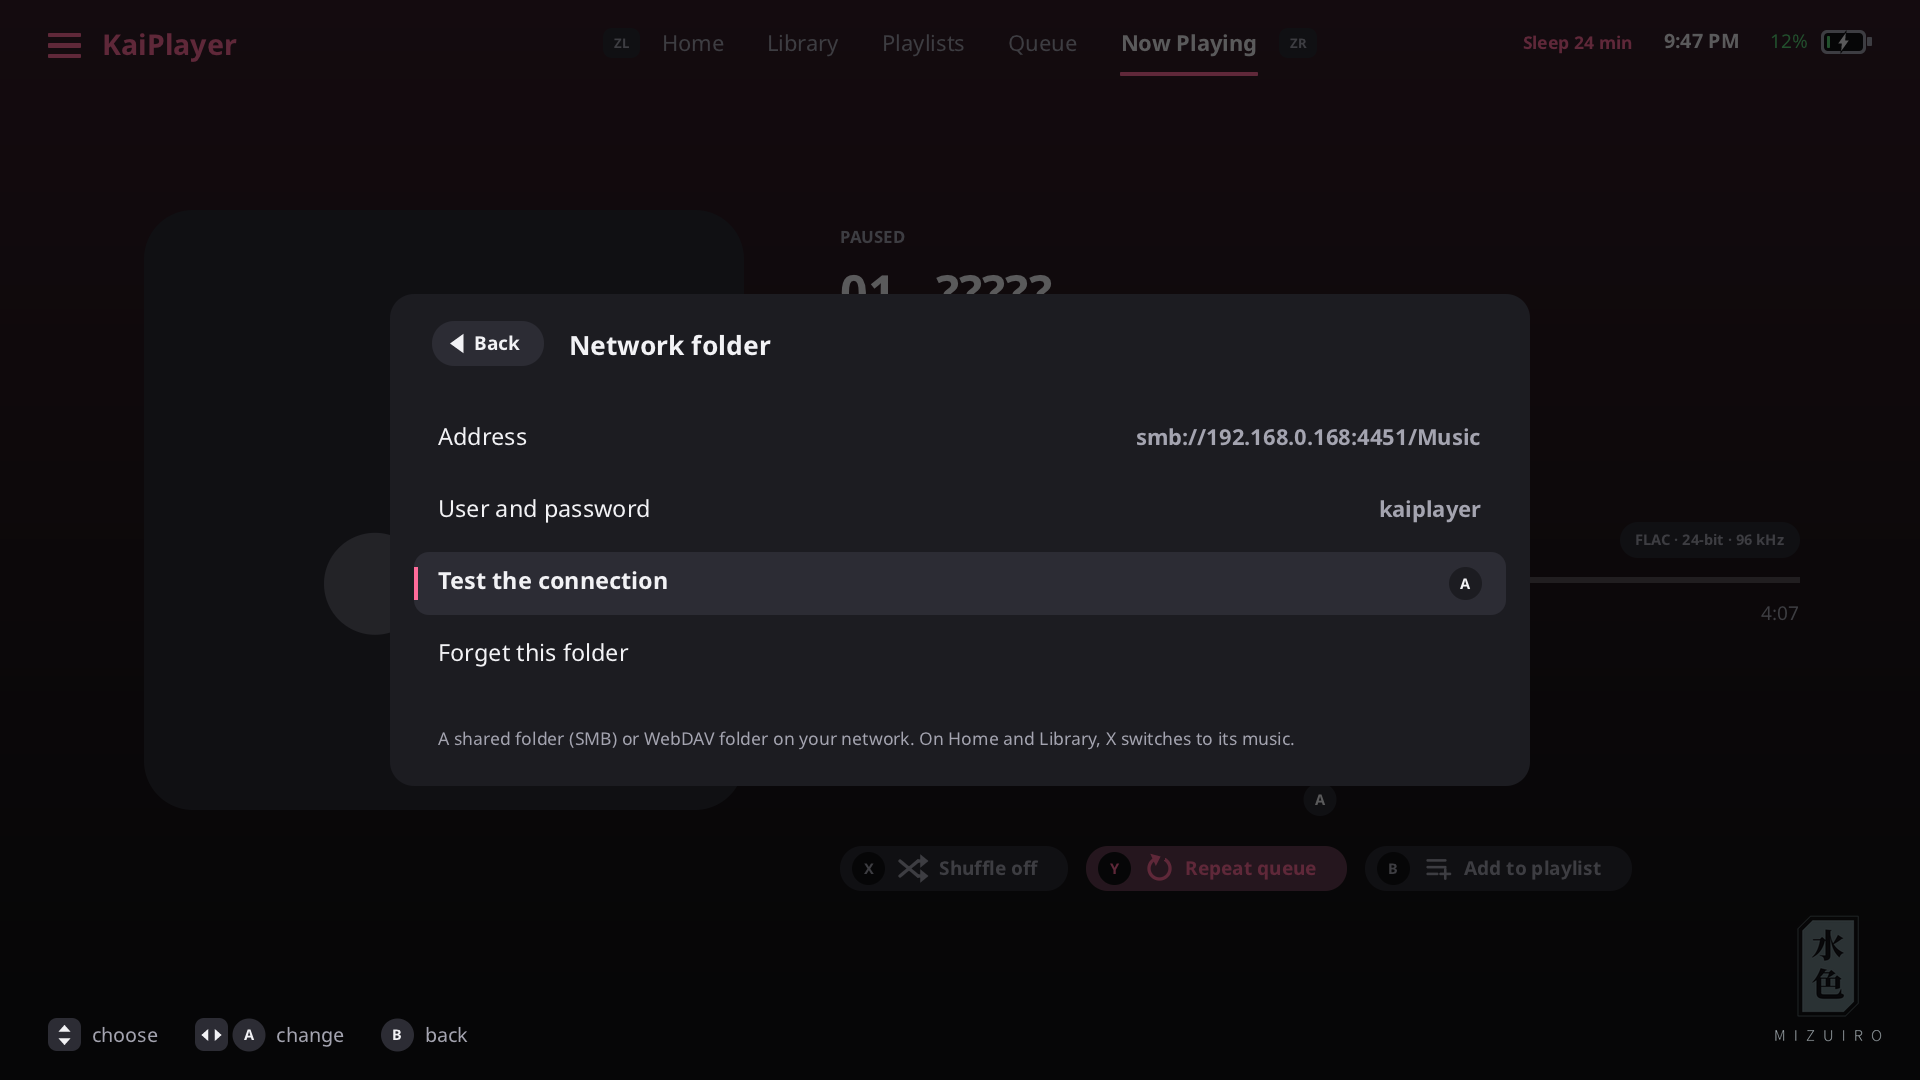 KaiPlayer
ZL Home Library Playlists Queue Now Playing ZR
Sleep 24 min 9:47 PM 12%
PAUSED
01 ?????
Back Network folder
Address smb://192.168.0.168:4451/Music
User and password kaiplayer
FLAC · 24-bit · 96 kHz
Test the connection A
4:07
Forget this folder
A shared folder (SMB) or WebDAV folder on your network. On Home and Library, X switches to its music.
A
X Shuffle off Y Repeat queue B Add to playlist
水色
MIZUIRO
choose A change B back